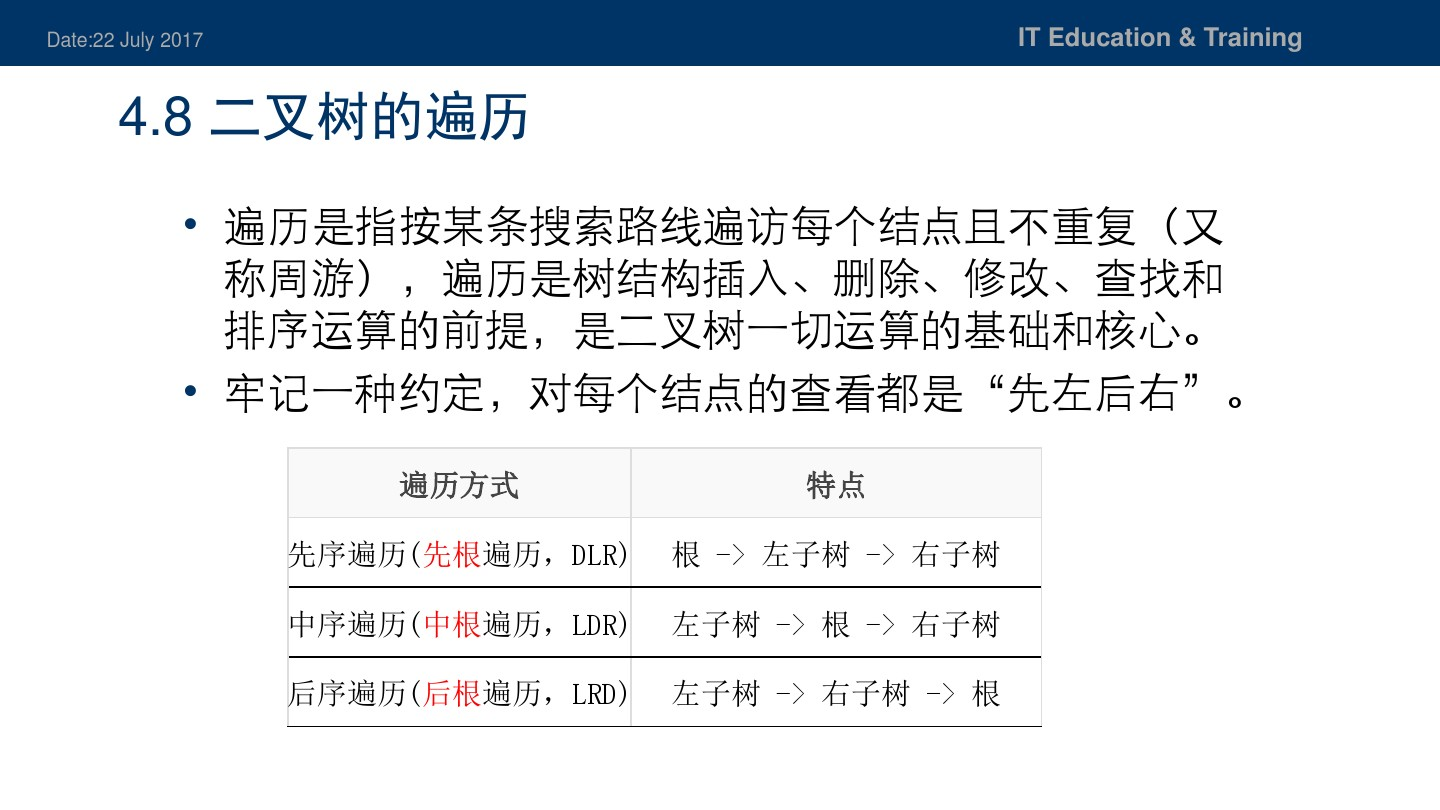 Date:22 July 2017
IT Education & Training
4.8 二叉树的遍历
• 遍历是指按某条搜索路线遍访每个结点且不重复（又
称周游），遍历是树结构插入、删除、修改、查找和
排序运算的前提，是二叉树一切运算的基础和核心。
• 牢记一种约定，对每个结点的查看都是“先左后右”。
遍历方式 特点
先序遍历(先根遍历，DLR) 根 -> 左子树 -> 右子树
中序遍历(中根遍历，LDR) 左子树 -> 根 -> 右子树
后序遍历(后根遍历，LRD) 左子树 -> 右子树 -> 根